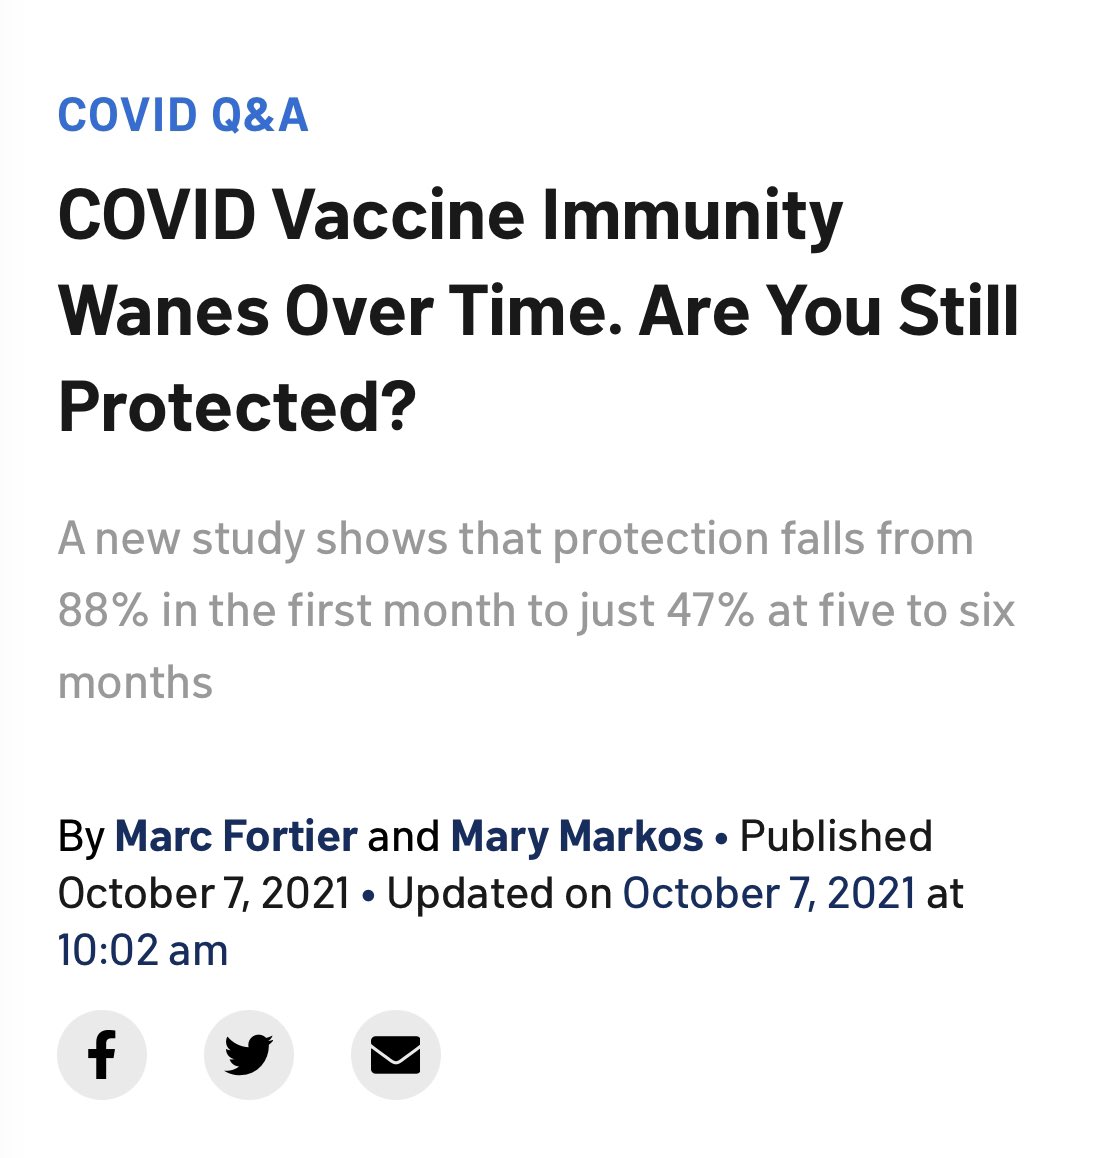 COVID Q&A
COVID Vaccine Immunity
Wanes Over Time. Are You Still
Protected?
A new study shows that protection falls from
88% in the first month to just 47% at five to six
months
By Marc Fortier and Mary Markos • Published
October 7, 2021 • Updated on October 7, 2021 at
10:02 am